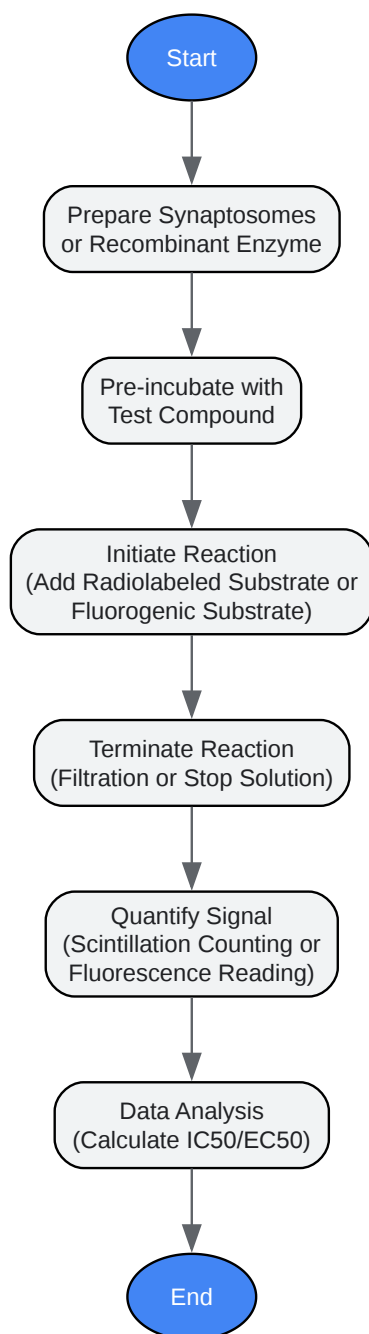 Start
Prepare Synaptosomes
or Recombinant Enzyme
Pre-incubate with
Test Compound
Initiate Reaction
(Add Radiolabeled Substrate or
Fluorogenic Substrate)
Terminate Reaction
(Filtration or Stop Solution)
Quantify Signal
(Scintillation Counting or
Fluorescence Reading)
Data Analysis
(Calculate IC50/EC50)
End